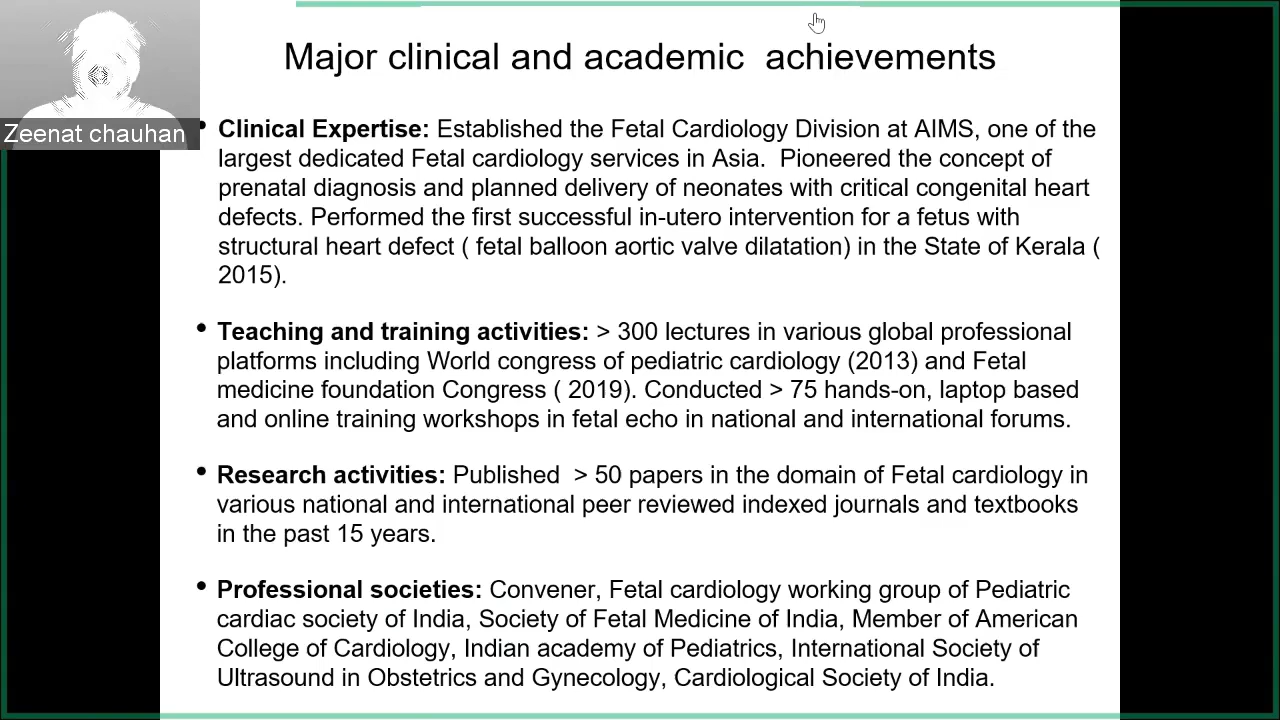 Major clinical and academic  achievements
Zeenat chauhan
• Clinical Expertise: Established the Fetal Cardiology Division at AIMS, one of the
largest dedicated Fetal cardiology services in Asia.  Pioneered the concept of
prenatal diagnosis and planned delivery of neonates with critical congenital heart
defects. Performed the first successful in-utero intervention for a fetus with
structural heart defect ( fetal balloon aortic valve dilatation) in the State of Kerala (
2015).
• Teaching and training activities: > 300 lectures in various global professional
platforms including World congress of pediatric cardiology (2013) and Fetal
medicine foundation Congress ( 2019). Conducted > 75 hands-on, laptop based
and online training workshops in fetal echo in national and international forums.
• Research activities: Published  > 50 papers in the domain of Fetal cardiology in
various national and international peer reviewed indexed journals and textbooks
in the past 15 years.
• Professional societies: Convener, Fetal cardiology working group of Pediatric
cardiac society of India, Society of Fetal Medicine of India, Member of American
College of Cardiology, Indian academy of Pediatrics, International Society of
Ultrasound in Obstetrics and Gynecology, Cardiological Society of India.